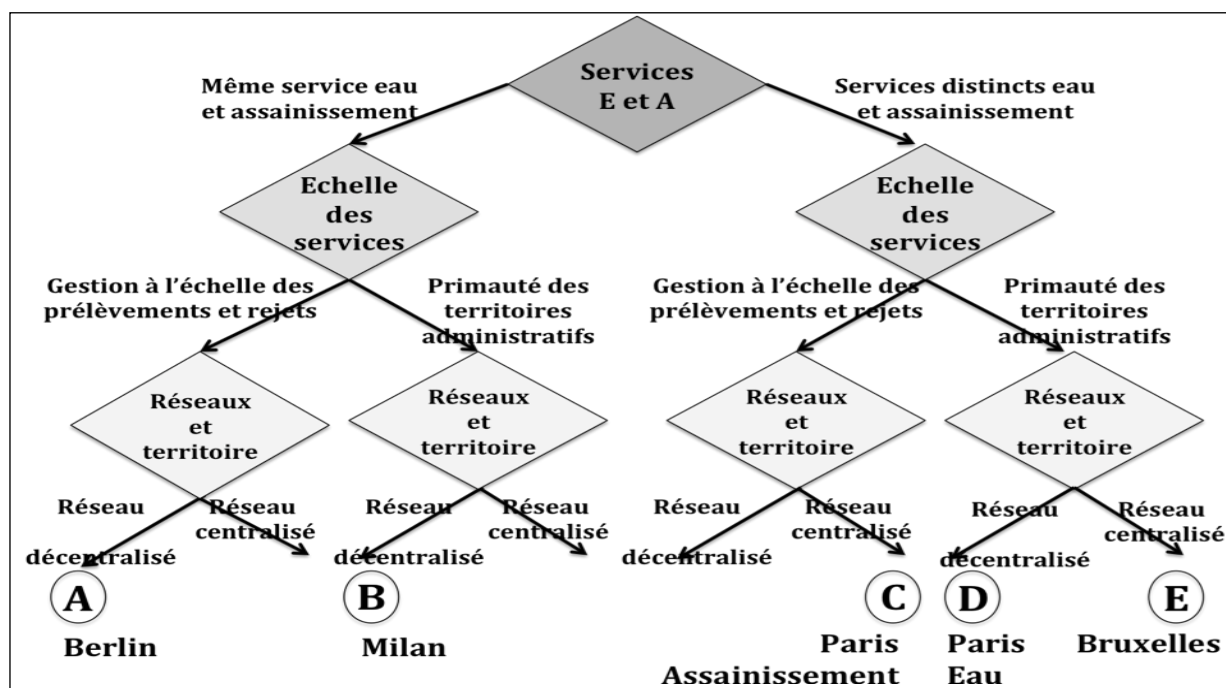 Services
E et A
Même service eau
et assainissement
Services distincts eau
et assainissement
Echelle
des
services
Echelle
des
services
Gestion à l'échelle des
prélèvements et rejets
Primauté des
territoires
administratifs
Gestion à l'échelle des
prélèvements et rejets
Primauté des
territoires
administratifs
Réseaux
et
territoire
Réseaux
et
territoire
Réseaux
et
territoire
Réseaux
et
territoire
Réseau
décentralisé
Réseau
centralisé
Réseau
décentralisé
Réseau
centralisé
Réseau
décentralisé
Réseau
centralisé
Réseau
décentralisé
Réseau
centralisé
A
Berlin
B
Milan
C
Paris
Assainissement
D
Paris
Eau
E
Bruxelles